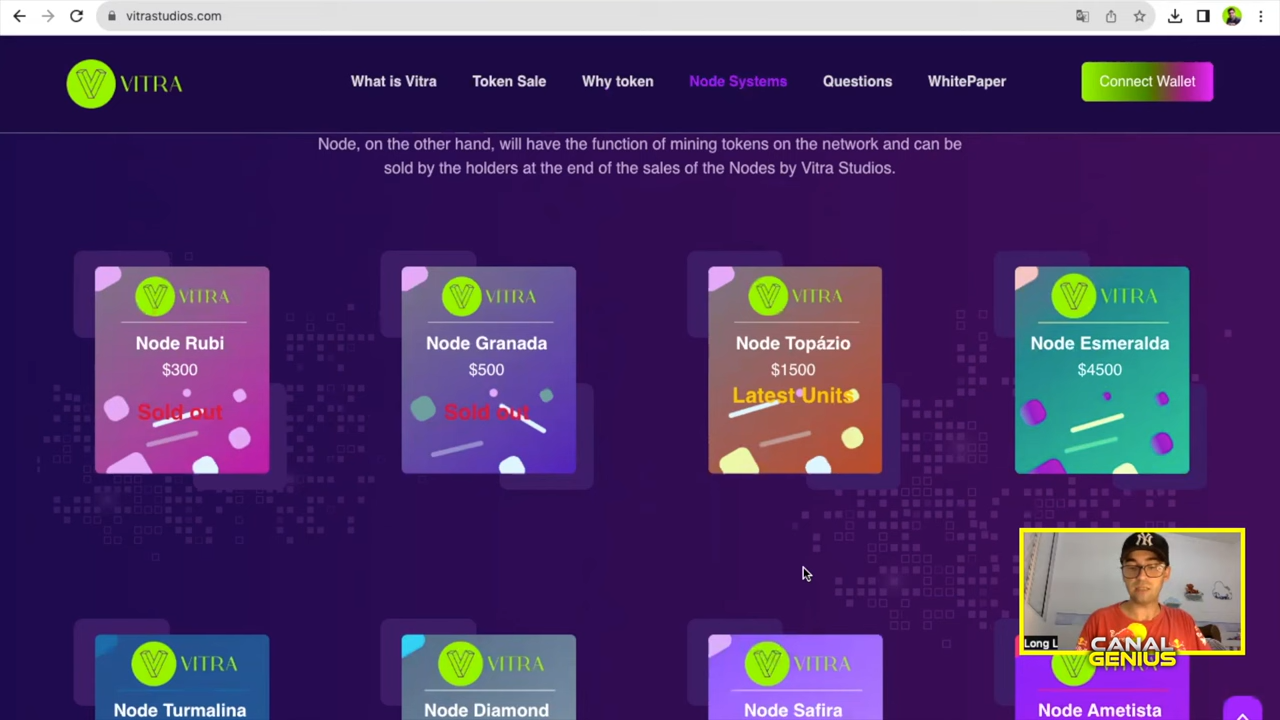 vitrastudios.com
VITRA
What is Vitra
Token Sale
Why token
Node Systems
Questions
WhitePaper
Connect Wallet
Node, on the other hand, will have the function of mining tokens on the network and can be
sold by the holders at the end of the sales of the Nodes by Vitra Studios.
VITRA
Node Rubi
$300
Sold out
VITRA
Node Granada
$500
Sold out
VITRA
Node Topázio
$1500
Latest Units
VITRA
Node Esmeralda
$4500
VITRA
Node Turmalina
VITRA
Node Diamond
VITRA
Node Safira
VITRA
Node Ametista
Long L
CANAL
GENIUS